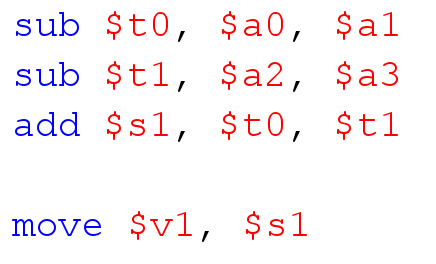 sub $t0, $a0, $a1
sub $t1, $a2, $a3
add $s1, $t0, $t1
move $v1, $s1